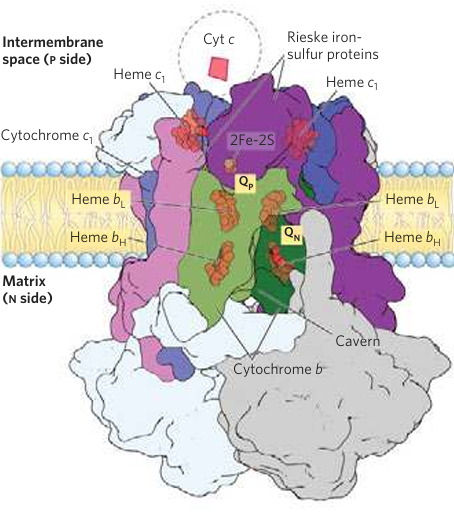 Cyt c
Rieske iron-
sulfur proteins
Intermembrane
space (P side)
Heme c1
Heme c1
Cytochrome c1
2Fe-2S
QP
Heme bL
Heme bL
QN
Heme bH
Heme bH
Matrix
(N side)
Cavern
Cytochrome b